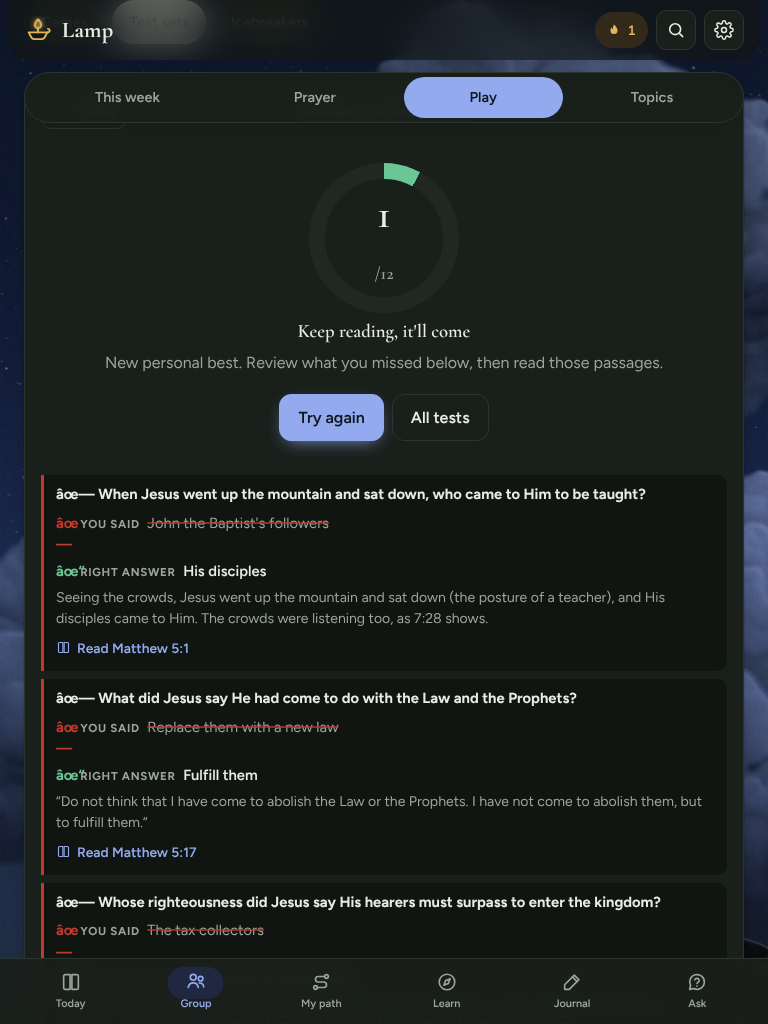 Test sets
Icebreakers
Lamp
1
This week
Prayer
Play
Topics
1
/12
Keep reading, it'll come
New personal best. Review what you missed below, then read those passages.
Try again
All tests
âœ— When Jesus went up the mountain and sat down, who came to Him to be taught?
âœ— YOU SAID John the Baptist's followers
âœ“ RIGHT ANSWER His disciples
Seeing the crowds, Jesus went up the mountain and sat down (the posture of a teacher), and His
disciples came to Him. The crowds were listening too, as 7:28 shows.
Read Matthew 5:1
âœ— What did Jesus say He had come to do with the Law and the Prophets?
âœ— YOU SAID Replace them with a new law
âœ“ RIGHT ANSWER Fulfill them
“Do not think that I have come to abolish the Law or the Prophets. I have not come to abolish them, but
to fulfill them.”
Read Matthew 5:17
âœ— Whose righteousness did Jesus say His hearers must surpass to enter the kingdom?
âœ— YOU SAID The tax collectors
Today
Group
My path
Learn
Journal
Ask